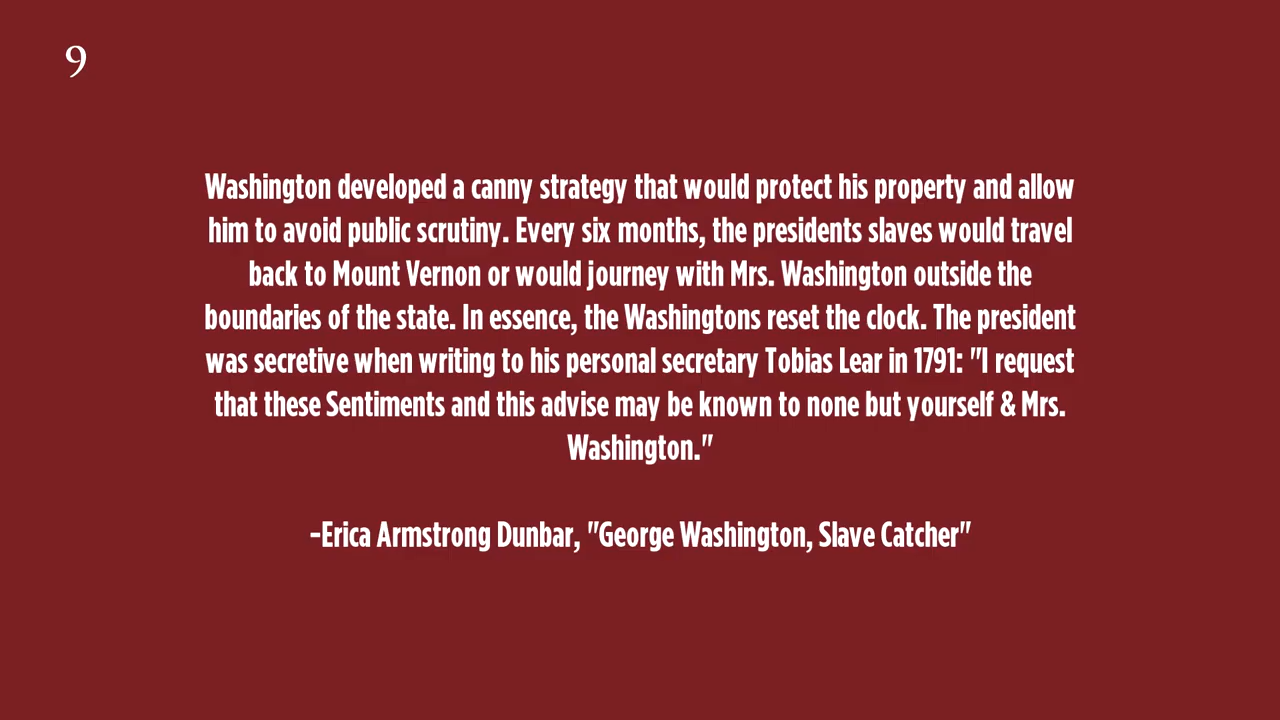 9
Washington developed a canny strategy that would protect his property and allow
him to avoid public scrutiny. Every six months, the presidents slaves would travel
back to Mount Vernon or would journey with Mrs. Washington outside the
boundaries of the state. In essence, the Washingtons reset the clock. The president
was secretive when writing to his personal secretary Tobias Lear in 1791: "I request
that these Sentiments and this advise may be known to none but yourself & Mrs.
Washington."
-Erica Armstrong Dunbar, "George Washington, Slave Catcher"